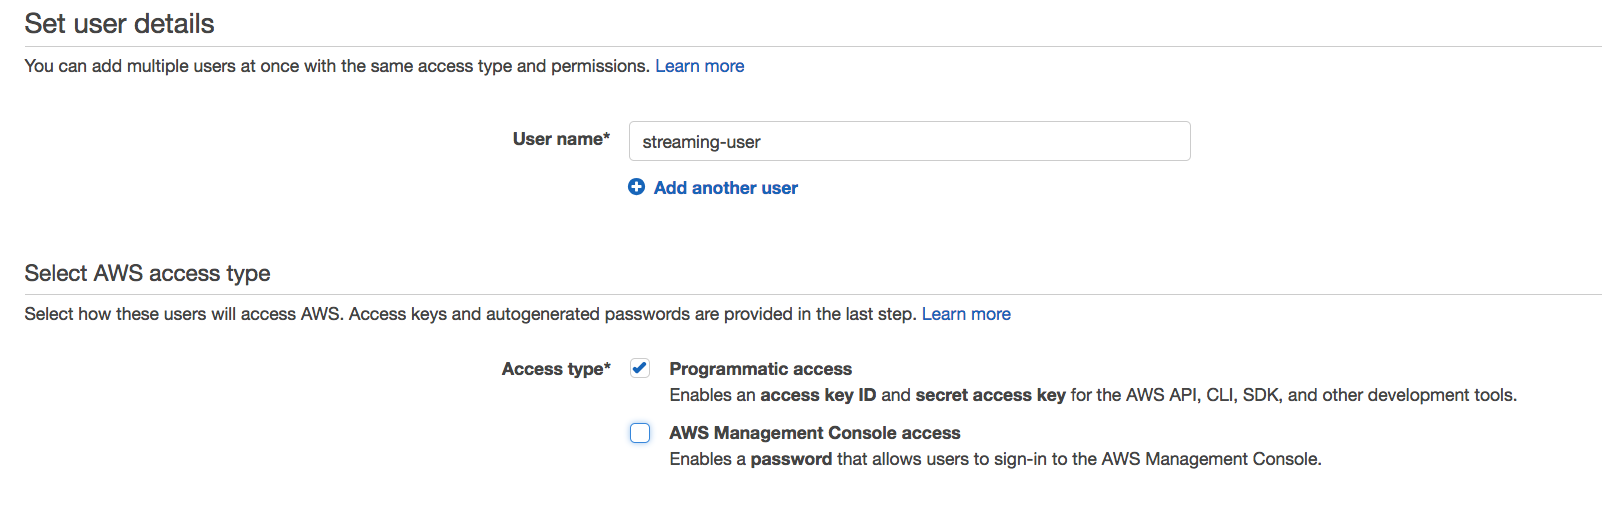 Set user details
You can add multiple users at once with the same access type and permissions. Learn more
User name* streaming-user
Add another user
Select AWS access type
Select how these users will access AWS. Access keys and autogenerated passwords are provided in the last step. Learn more
Access type* Programmatic access
Enables an access key ID and secret access key for the AWS API, CLI, SDK, and other development tools.
AWS Management Console access
Enables a password that allows users to sign-in to the AWS Management Console.